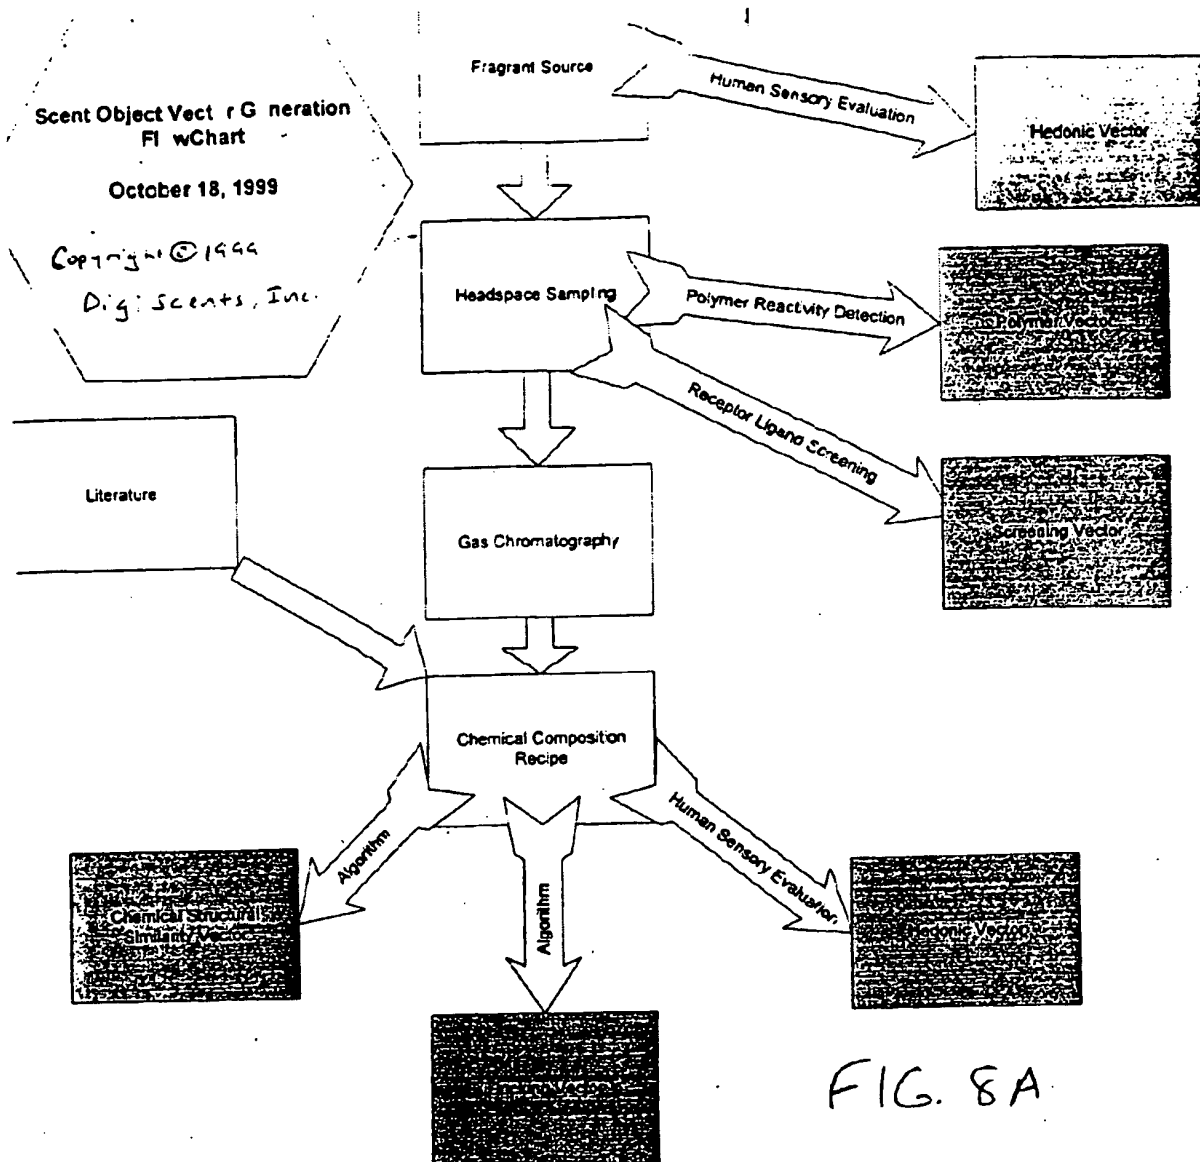 Scent Object Vect r G neration
Fl wChart
October 18, 1999
Copyright © 1999
Digiscents, Inc.
Fragrant Source
Human Sensory Evaluation
Hedonic Vector
Headspace Sampling
Polymer Reactivity Detection
Polymer Vector
Receptor Ligand Screening
Screening Vector
Literature
Gas Chromatography
Chemical Composition
Recipe
Algorithm
Algorithm
Human Sensory Evaluation
Chemical Structural
Similarity Vector
Hedonic Vector
Vector
FIG. 8A